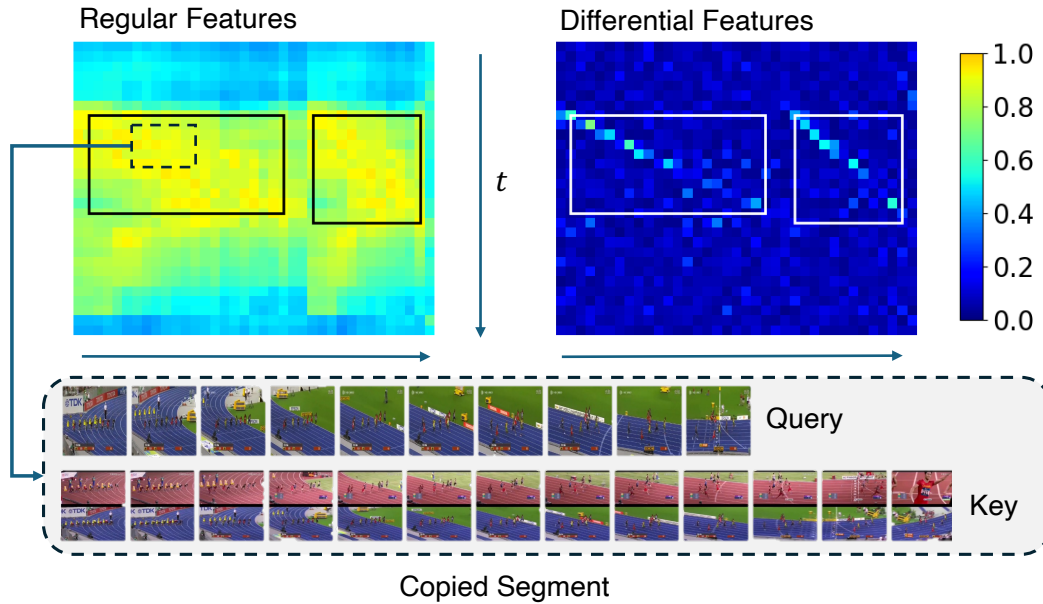 Regular Features
Differential Features
t
1.0
0.8
0.6
0.4
0.2
0.0
Query
Key
Copied Segment
@TDK